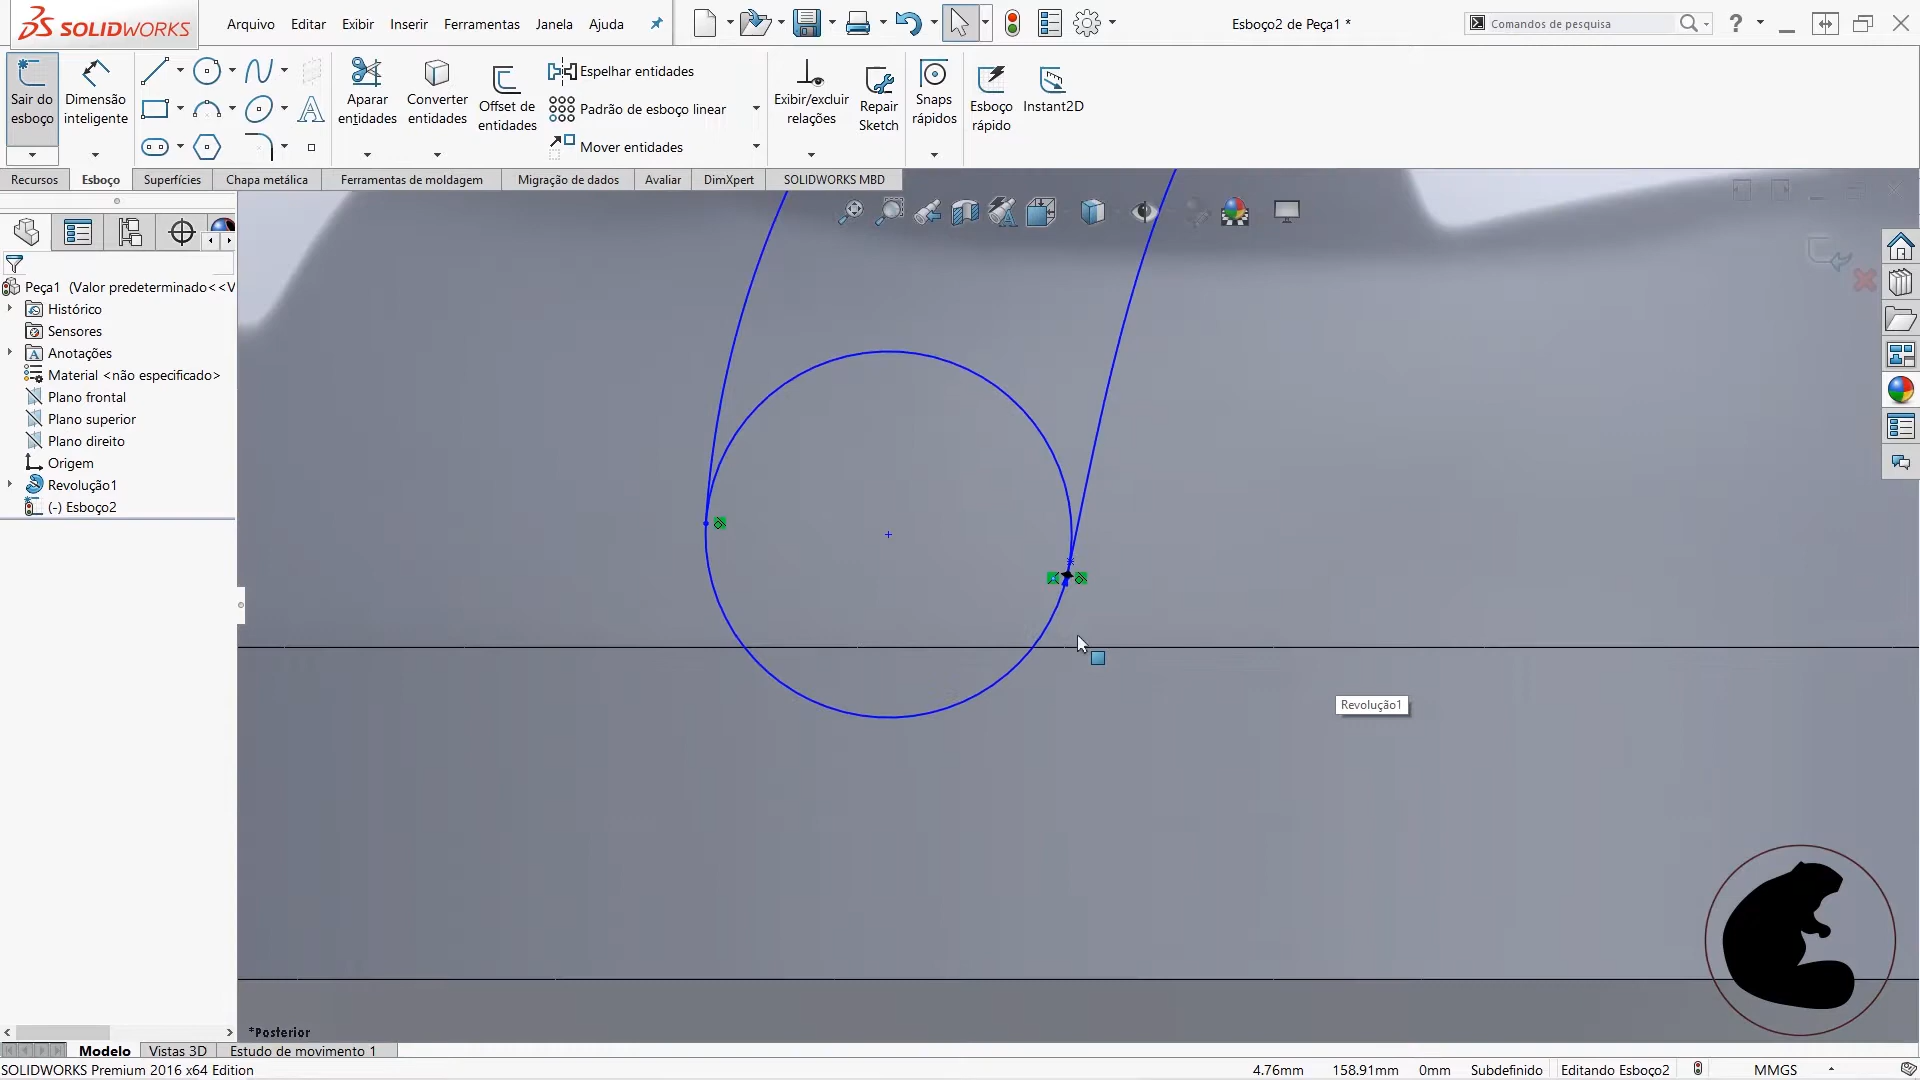 SOLIDWORKS
Arquivo Editar Exibir Inserir Ferramentas Janela Ajuda
Esboço2 de Peça1 *
Comandos de pesquisa
?
Sair do esboço
Dimensão inteligente
Aparar entidades
Converter entidades
Offset de entidades
Espelhar entidades
Padrão de esboço linear
Mover entidades
Exibir/excluir relações
Repair Sketch
Snaps rápidos
Esboço rápido
Instant2D
Recursos Esboço Superfícies Chapa metálica Ferramentas de moldagem Migração de dados Avaliar DimXpert SOLIDWORKS MBD
Peça1 (Valor predeterminado<<V
Histórico
Sensores
Anotações
Material <não especificado>
Plano frontal
Plano superior
Plano direito
Origem
Revolução1
(-) Esboço2
Revolução1
*Posterior
Modelo Vistas 3D Estudo de movimento 1
SOLIDWORKS Premium 2016 x64 Edition
4.76mm 158.91mm 0mm Subdefinido Editando Esboço2 MMGS